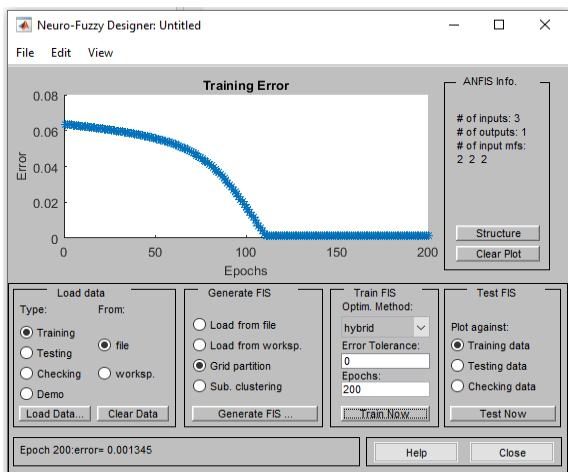 Neuro-Fuzzy Designer: Untitled
File Edit View
Training Error
0.08
0.06
0.04
0.02
0
Error
0 50 100 150 200
Epochs
ANFIS Info.
# of inputs: 3
# of outputs: 1
# of input mfs:
2 2 2
Structure
Clear Plot
Load data
Type: From:
Training
Testing
Checking
Demo
file
worksp.
Load Data... Clear Data
Generate FIS
Load from file
Load from worksp.
Grid partition
Sub. clustering
Generate FIS ...
Train FIS
Optim. Method:
hybrid
Error Tolerance:
0
Epochs:
200
Train Now
Test FIS
Plot against:
Training data
Testing data
Checking data
Test Now
Epoch 200:error= 0.001345
Help Close